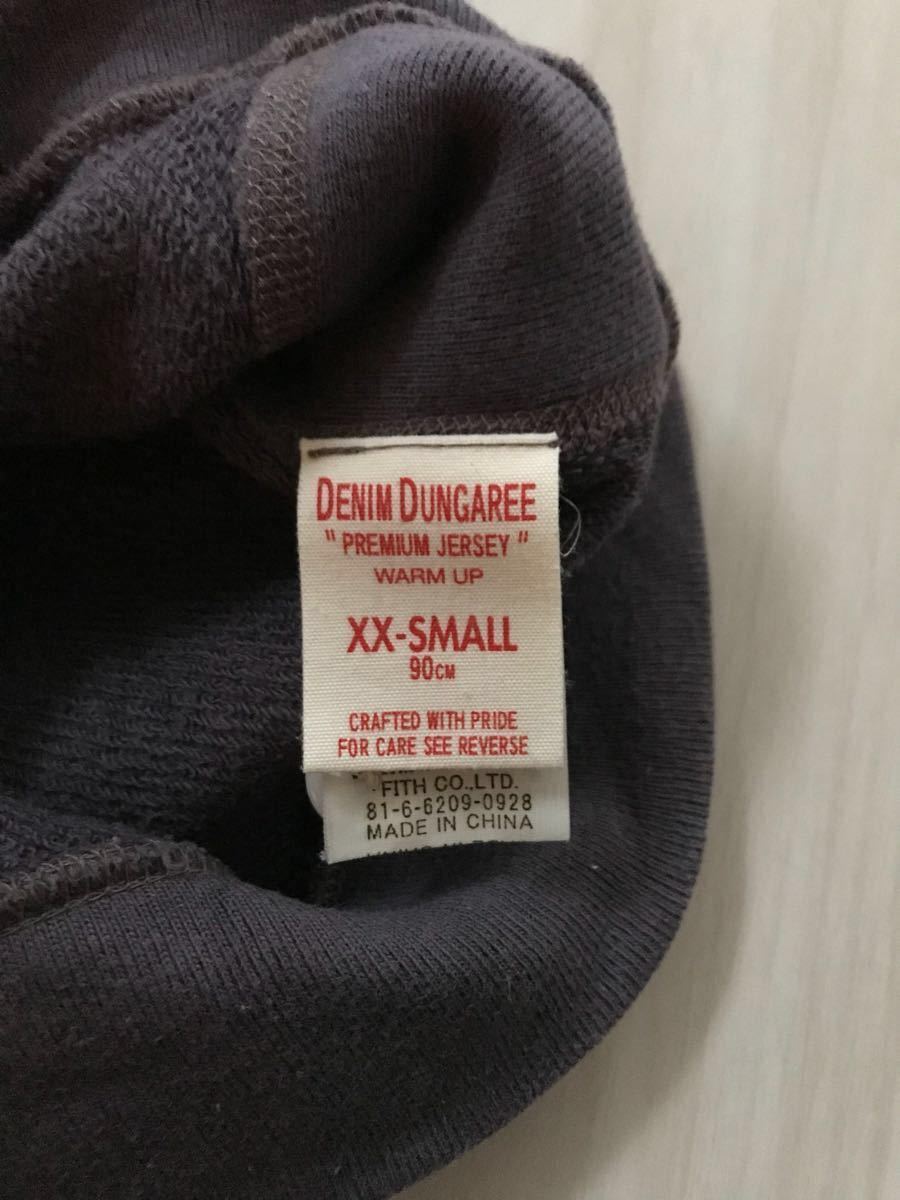 DENIM DUNGAREE
"PREMIUM JERSEY"
WARM UP
XX-SMALL
90CM
CRAFTED WITH PRIDE
FOR CARE SEE REVERSE
FITH CO.,LTD.
81-6-6209-0928
MADE IN CHINA